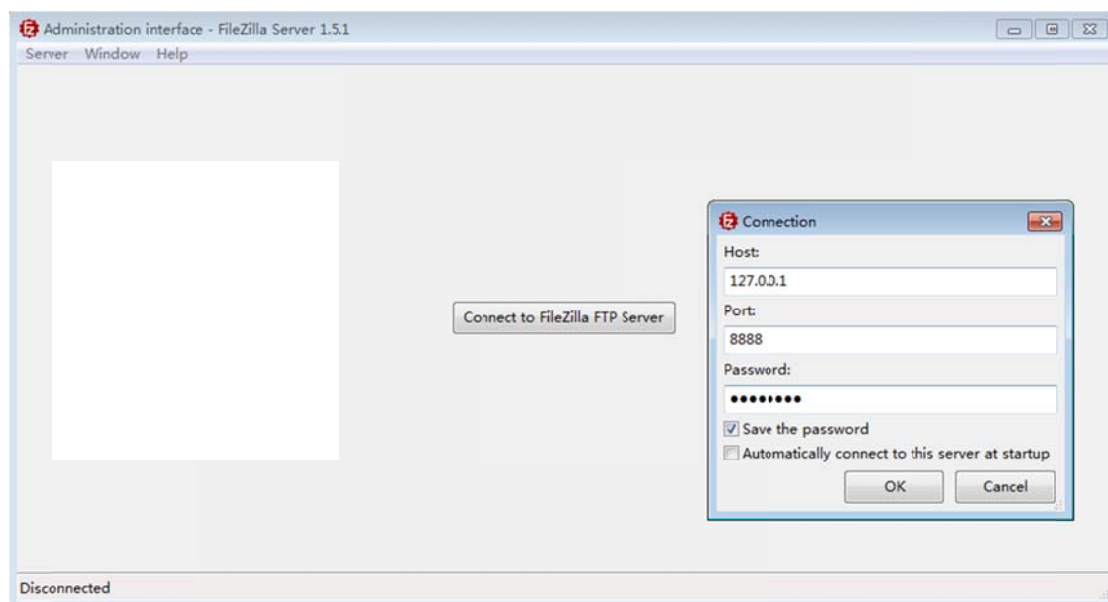 Administration interface - FileZilla Server 1.5.1
Server Window Help
Connect to FileZilla FTP Server
Connection
Host:
127.0.0.1
Port:
8888
Password:
••••••••
Save the password
Automatically connect to this server at startup
OK Cancel
Disconnected